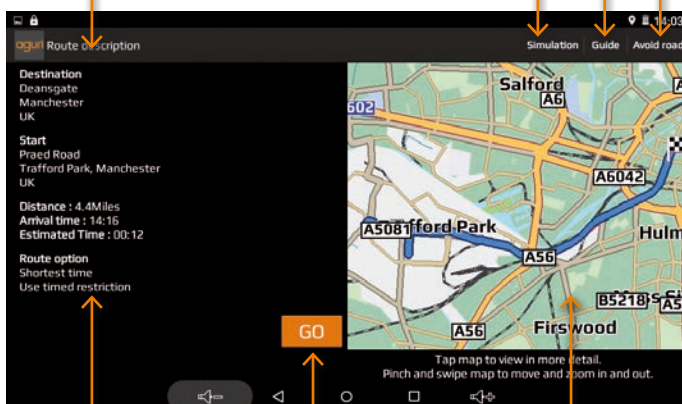 14:03
aguri Route description
Simulation Guide Avoid road
Destination
Deansgate
Manchester
UK
Start
Praed Road
Trafford Park, Manchester
UK
Distance : 4.4Miles
Arrival time : 14:16
Estimated Time : 00:12
Route option
Shortest time
Use timed restriction
GO
Salford
A6
602
A6042
A5081
fford Park
Hulm
A56
B5218
A5
A56
Firswood
Tap map to view in more detail.
Pinch and swipe map to move and zoom in and out.